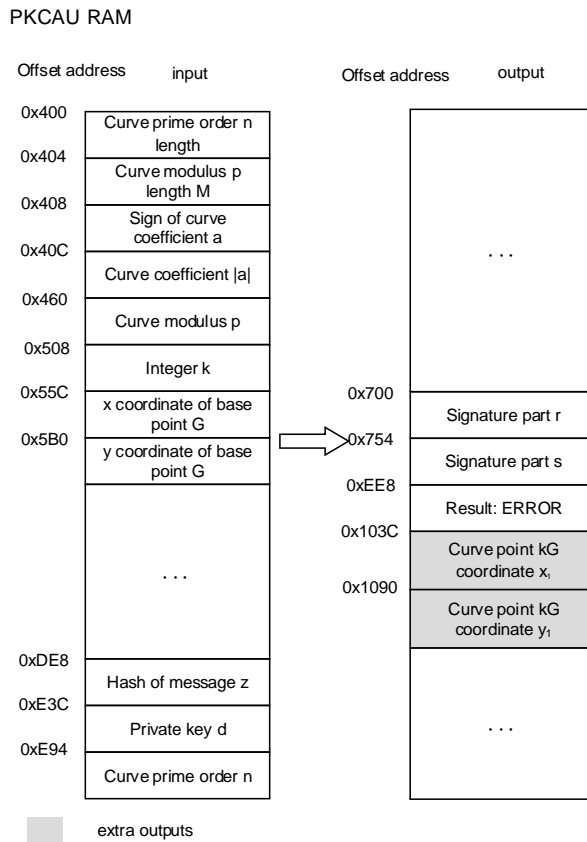 PKCAU RAM
Offset address
input
0x400
Curve prime order n
length
0x404
Curve modulus p
length M
0x408
Sign of curve
coefficient a
0x40C
Curve coefficient |a|
0x460
Curve modulus p
0x508
Integer k
0x55C
x coordinate of base
point G
0x5B0
y coordinate of base
point G
...
0xDE8
Hash of message z
0xE3C
Private key d
0xE94
Curve prime order n
Offset address
output
...
0x700
Signature part r
0x754
Signature part s
0xEE8
Result: ERROR
0x103C
Curve point kG
coordinate x₁
0x1090
Curve point kG
coordinate y₁
...
extra outputs